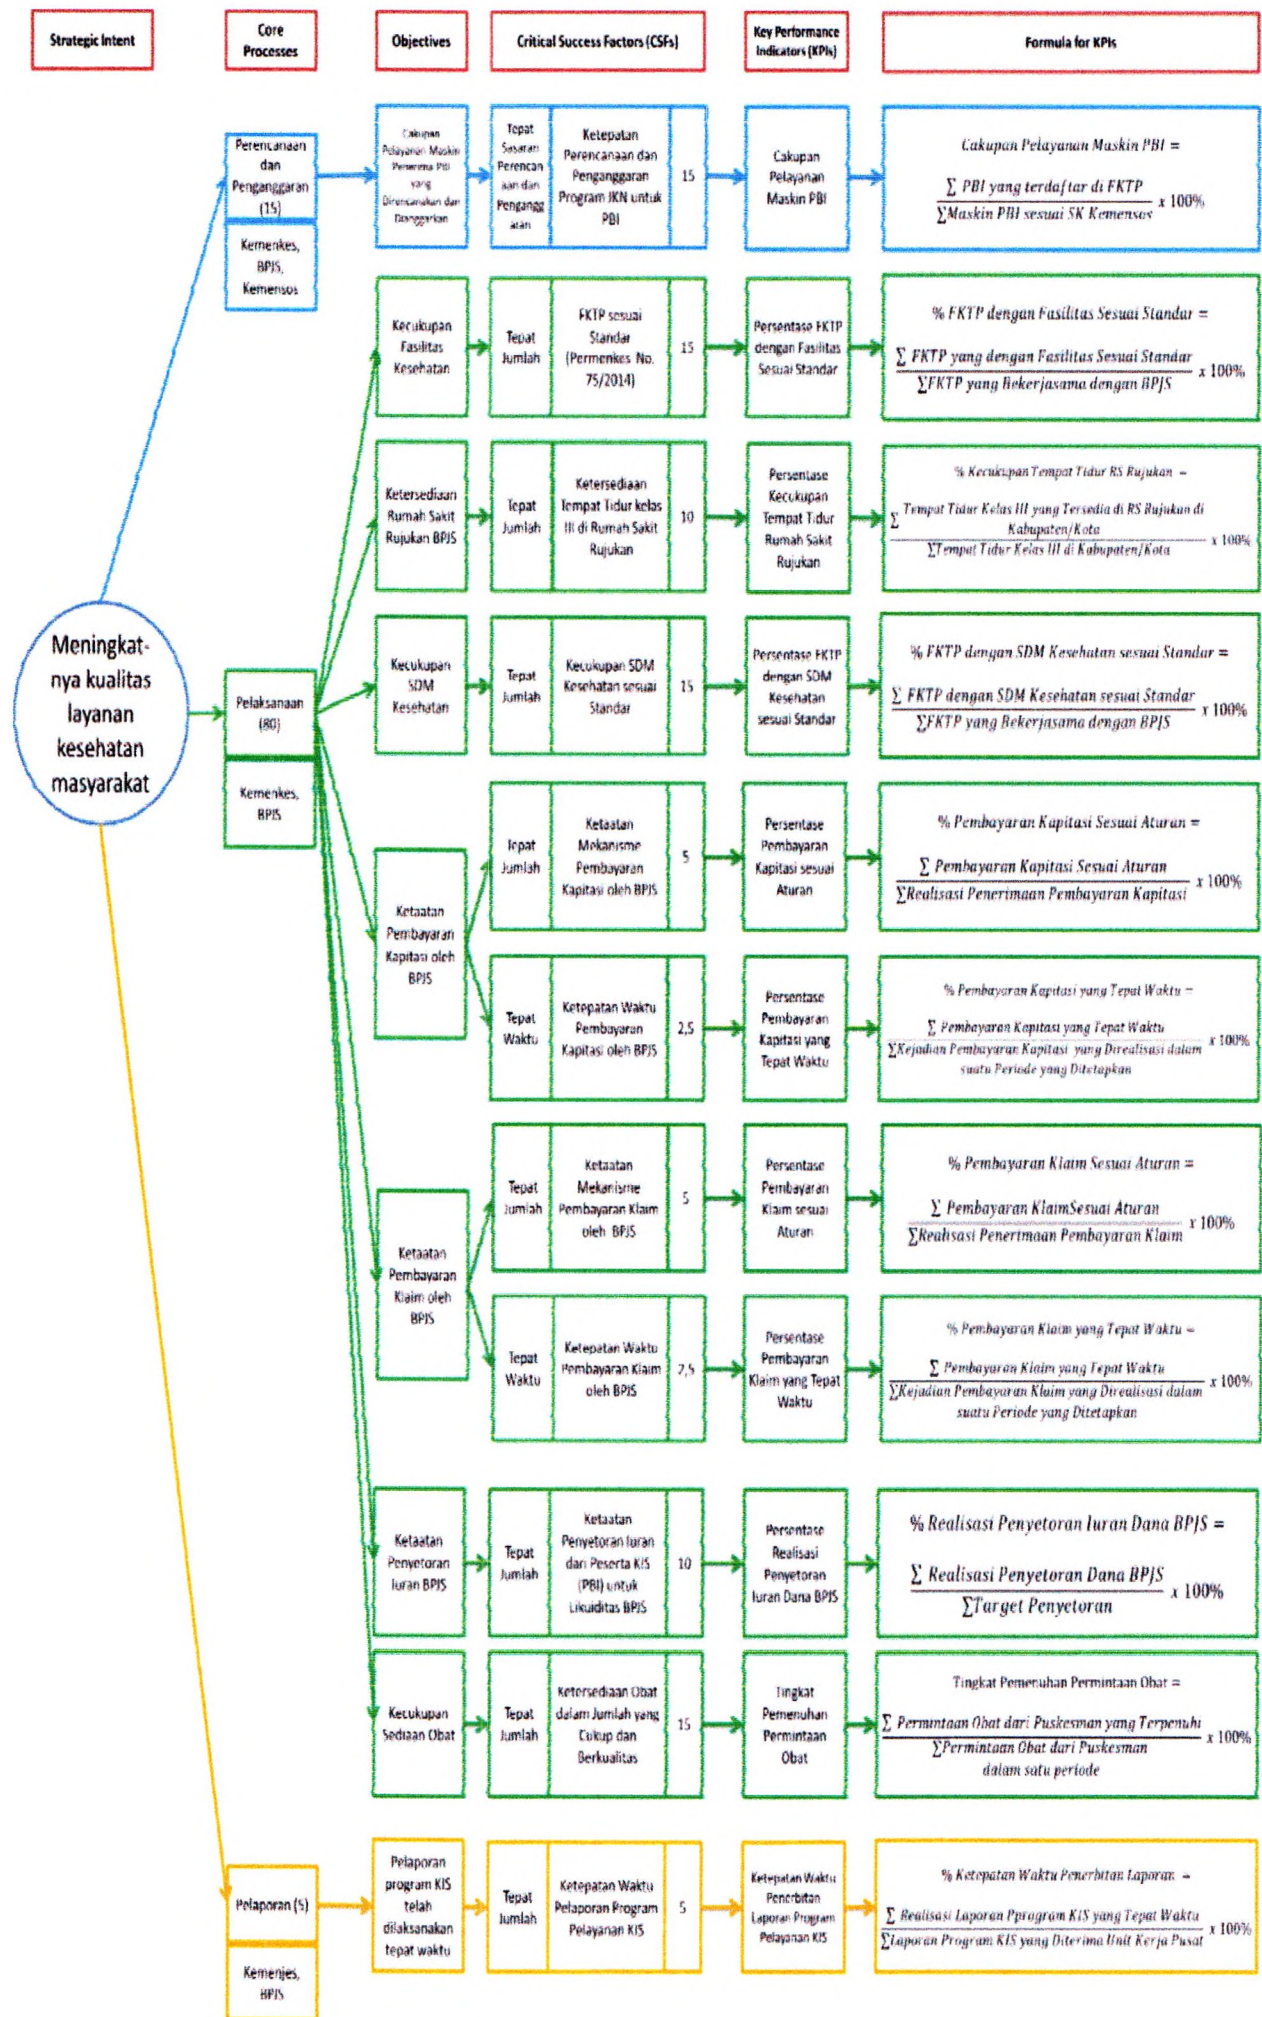 Strategic Intent
Core
Processes
Objectives
Critical Success Factors (CSFs)
Key Performance
Indicators (KPIs)
Formula for KPIs
Meningkat-
nya kualitas
layanan
kesehatan
masyarakat
Perencanaan
dan
Penganggaran
(15)
Kemenkes,
BPJS,
Kemensos
Cakupan
Pelayanan Maskin
Penerima PBI
yang
Direncanakan dan
Dianggarkan
Tepat
Sasaran
Perencan
aan dan
Pengangg
aran
Ketepatan
Perencanaan dan
Penganggaran
Program JKN untuk
PBI
15
Cakupan
Pelayanan
Maskin PBI
Cakupan Pelayanan Maskin PBI =
∑ PBI yang terdaftar di FKTP
∑Maskin PBI sesuai SK Kemensos
x 100%
Pelaksanaan
(80)
Kemenkes,
BPJS
Kecukupan
Fasilitas
Kesehatan
Tepat
Jumlah
FKTP sesuai
Standar
(Permenkes No.
75/2014)
15
Persentase FKTP
dengan Fasilitas
Sesuai Standar
% FKTP dengan Fasilitas Sesuai Standar =
∑ FKTP yang dengan Fasilitas Sesuai Standar
∑FKTP yang Bekerjasama dengan BPJS
x 100%
Ketersediaan
Rumah Sakit
Rujukan BPJS
Tepat
Jumlah
Ketersediaan
Tempat Tidur kelas
III di Rumah Sakit
Rujukan
10
Persentase
Kecukupan
Tempat Tidur
Rumah Sakit
Rujukan
% Kecukupan Tempat Tidur RS Rujukan =
∑ Tempat Tidur Kelas III yang Tersedia di RS Rujukan di
Kabupaten/Kota
∑Tempat Tidur Kelas III di Kabupaten/Kota
x 100%
Kecukupan
SDM
Kesehatan
Tepat
Jumlah
Kecukupan SDM
Kesehatan sesuai
Standar
15
Persentase FKTP
dengan SDM
Kesehatan
sesuai Standar
% FKTP dengan SDM Kesehatan sesuai Standar =
∑ FKTP dengan SDM Kesehatan sesuai Standar
∑FKTP yang Bekerjasama dengan BPJS
x 100%
Ketaatan
Pembayaran
Kapitasi oleh
BPJS
Tepat
Jumlah
Ketaatan
Mekanisme
Pembayaran
Kapitasi oleh BPJS
5
Persentase
Pembayaran
Kapitasi sesuai
Aturan
% Pembayaran Kapitasi Sesuai Aturan =
∑ Pembayaran Kapitasi Sesuai Aturan
∑Realisasi Penerimaan Pembayaran Kapitasi
x 100%
Tepat
Waktu
Ketepatan Waktu
Pembayaran
Kapitasi oleh BPJS
2,5
Persentase
Pembayaran
Kapitasi yang
Tepat Waktu
% Pembayaran Kapitasi yang Tepat Waktu =
∑ Pembayaran Kapitasi yang Tepat Waktu
∑Kejadian Pembayaran Kapitasi yang Direalisasi dalam
suatu Periode yang Ditetapkan
x 100%
Ketaatan
Pembayaran
Klaim oleh
BPJS
Tepat
Jumlah
Ketaatan
Mekanisme
Pembayaran Klaim
oleh BPJS
5
Persentase
Pembayaran
Klaim sesuai
Aturan
% Pembayaran Klaim Sesuai Aturan =
∑ Pembayaran KlaimSesuai Aturan
∑Realisasi Penerimaan Pembayaran Klaim
x 100%
Tepat
Waktu
Ketepatan Waktu
Pembayaran Klaim
oleh BPJS
2,5
Persentase
Pembayaran
Klaim yang Tepat
Waktu
% Pembayaran Klaim yang Tepat Waktu =
∑ Pembayaran Klaim yang Tepat Waktu
∑Kejadian Pembayaran Klaim yang Direalisasi dalam
suatu Periode yang Ditetapkan
x 100%
Ketaatan
Penyetoran
Iuran BPJS
Tepat
Jumlah
Ketaatan
Penyetoran Iuran
dari Peserta KIS
(PBI) untuk
Likuiditas BPJS
10
Persentase
Realisasi
Penyetoran
Iuran Dana BPJS
% Realisasi Penyetoran Iuran Dana BPJS =
∑ Realisasi Penyetoran Dana BPJS
∑Target Penyetoran
x 100%
Kecukupan
Sediaan Obat
Tepat
Jumlah
Ketersediaan Obat
dalam Jumlah yang
Cukup dan
Berkualitas
15
Tingkat
Pemenuhan
Permintaan
Obat
Tingkat Pemenuhan Permintaan Obat =
∑ Permintaan Obat dari Puskesman yang Terpenuhi
∑Permintaan Obat dari Puskesman
dalam satu periode
x 100%
Pelaporan (5)
Kemenjes,
BPJS
Pelaporan
program KIS
telah
dilaksanakan
tepat waktu
Tepat
Jumlah
Ketepatan Waktu
Pelaporan Program
Pelayanan KIS
5
Ketepatan Waktu
Penerbitan
Laporan Program
Pelayanan KIS
% Ketepatan Waktu Penerbitan Laporan =
∑ Realisasi Laporan Pprogram KIS yang Tepat Waktu
∑Laporan Program KIS yang Diterima Unit Kerja Pusat
x 100%